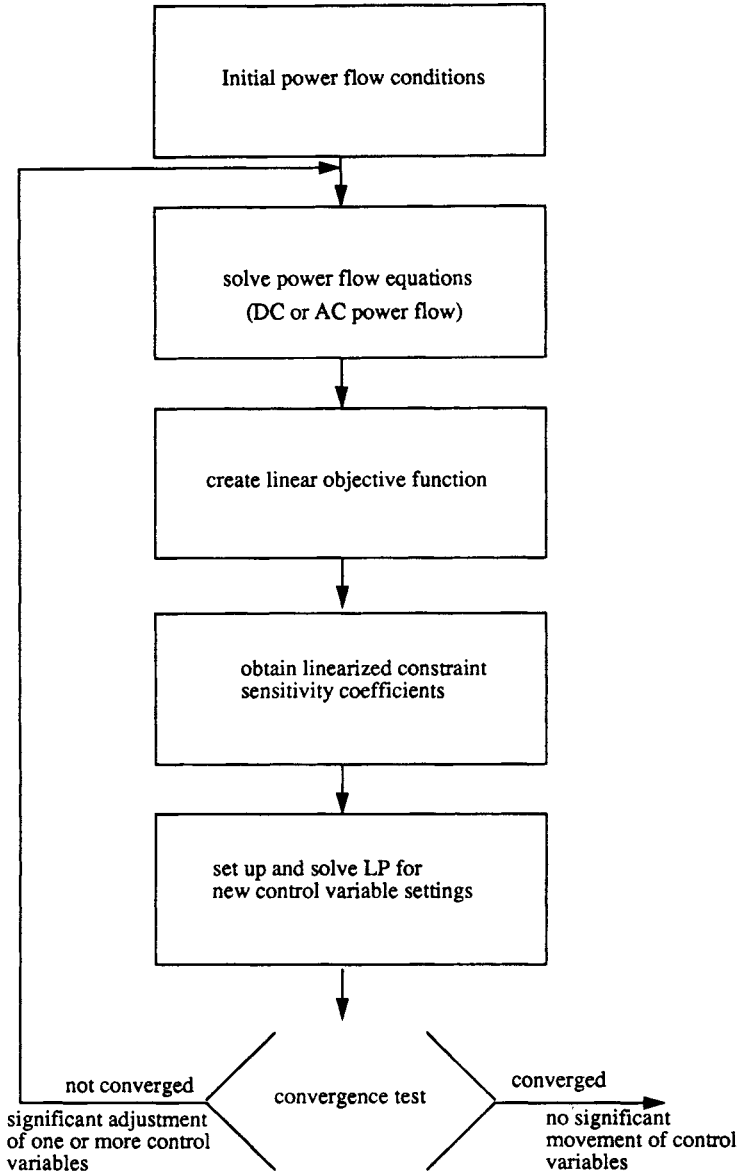 Initial power flow conditions
solve power flow equations
(DC or AC power flow)
create linear objective function
obtain linearized constraint
sensitivity coefficients
set up and solve LP for
new control variable settings
convergence test
not converged
significant adjustment
of one or more control
variables
converged
no significant
movement of control
variables